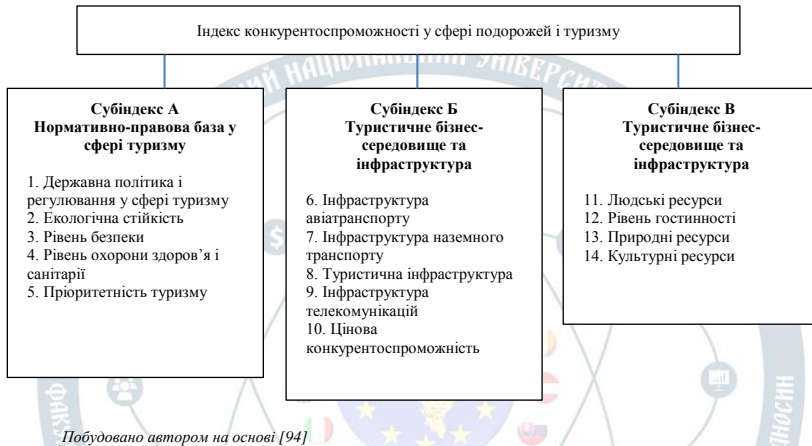 Індекс конкурентоспроможності у сфері подорожей і туризму
Субіндекс А
Нормативно-правова база у
сфері туризму
1. Державна політика і
регулювання у сфері туризму
2. Екологічна стійкість
3. Рівень безпеки
4. Рівень охорони здоров’я і
санітарії
5. Пріоритетність туризму
Субіндекс Б
Туристичне бізнес-
середовище та
інфраструктура
6. Інфраструктура
авіатранспорту
7. Інфраструктура наземного
транспорту
8. Туристична інфраструктура
9. Інфраструктура
телекомунікацій
10. Цінова
конкурентоспроможність
Субіндекс В
Туристичне бізнес-
середовище та
інфраструктура
11. Людські ресурси
12. Рівень гостинності
13. Природні ресурси
14. Культурні ресурси
Побудовано автором на основі [94]